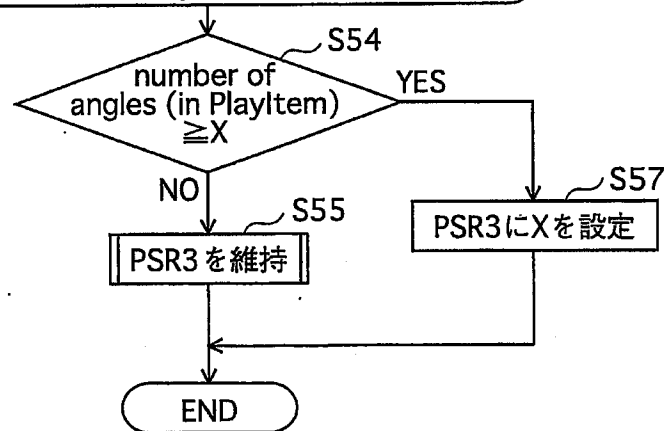 S54
number of
angles (in PlayItem)
≧X
YES
NO
S55
S57
PSR3を維持
PSR3にXを設定
END